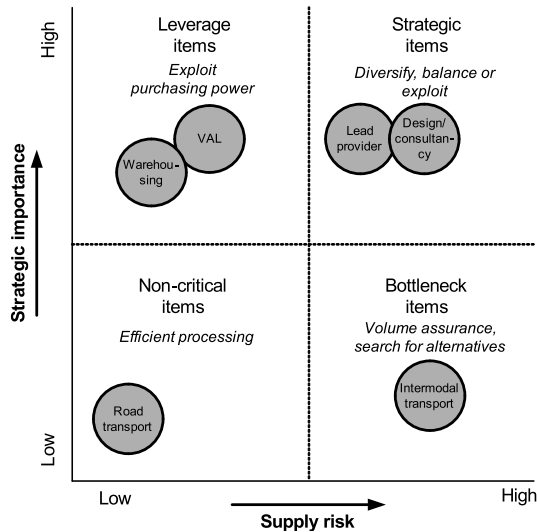 High
Leverage
items
Exploit
purchasing power
Strategic
items
Diversify, balance or
exploit
VAL
Warehou-
sing
Lead
provider
Design/
consultan-
cy
Strategic importance
Non-critical
items
Efficient processing
Bottleneck
items
Volume assurance,
search for alternatives
Road
transport
Intermodal
transport
Low
Low
High
Supply risk